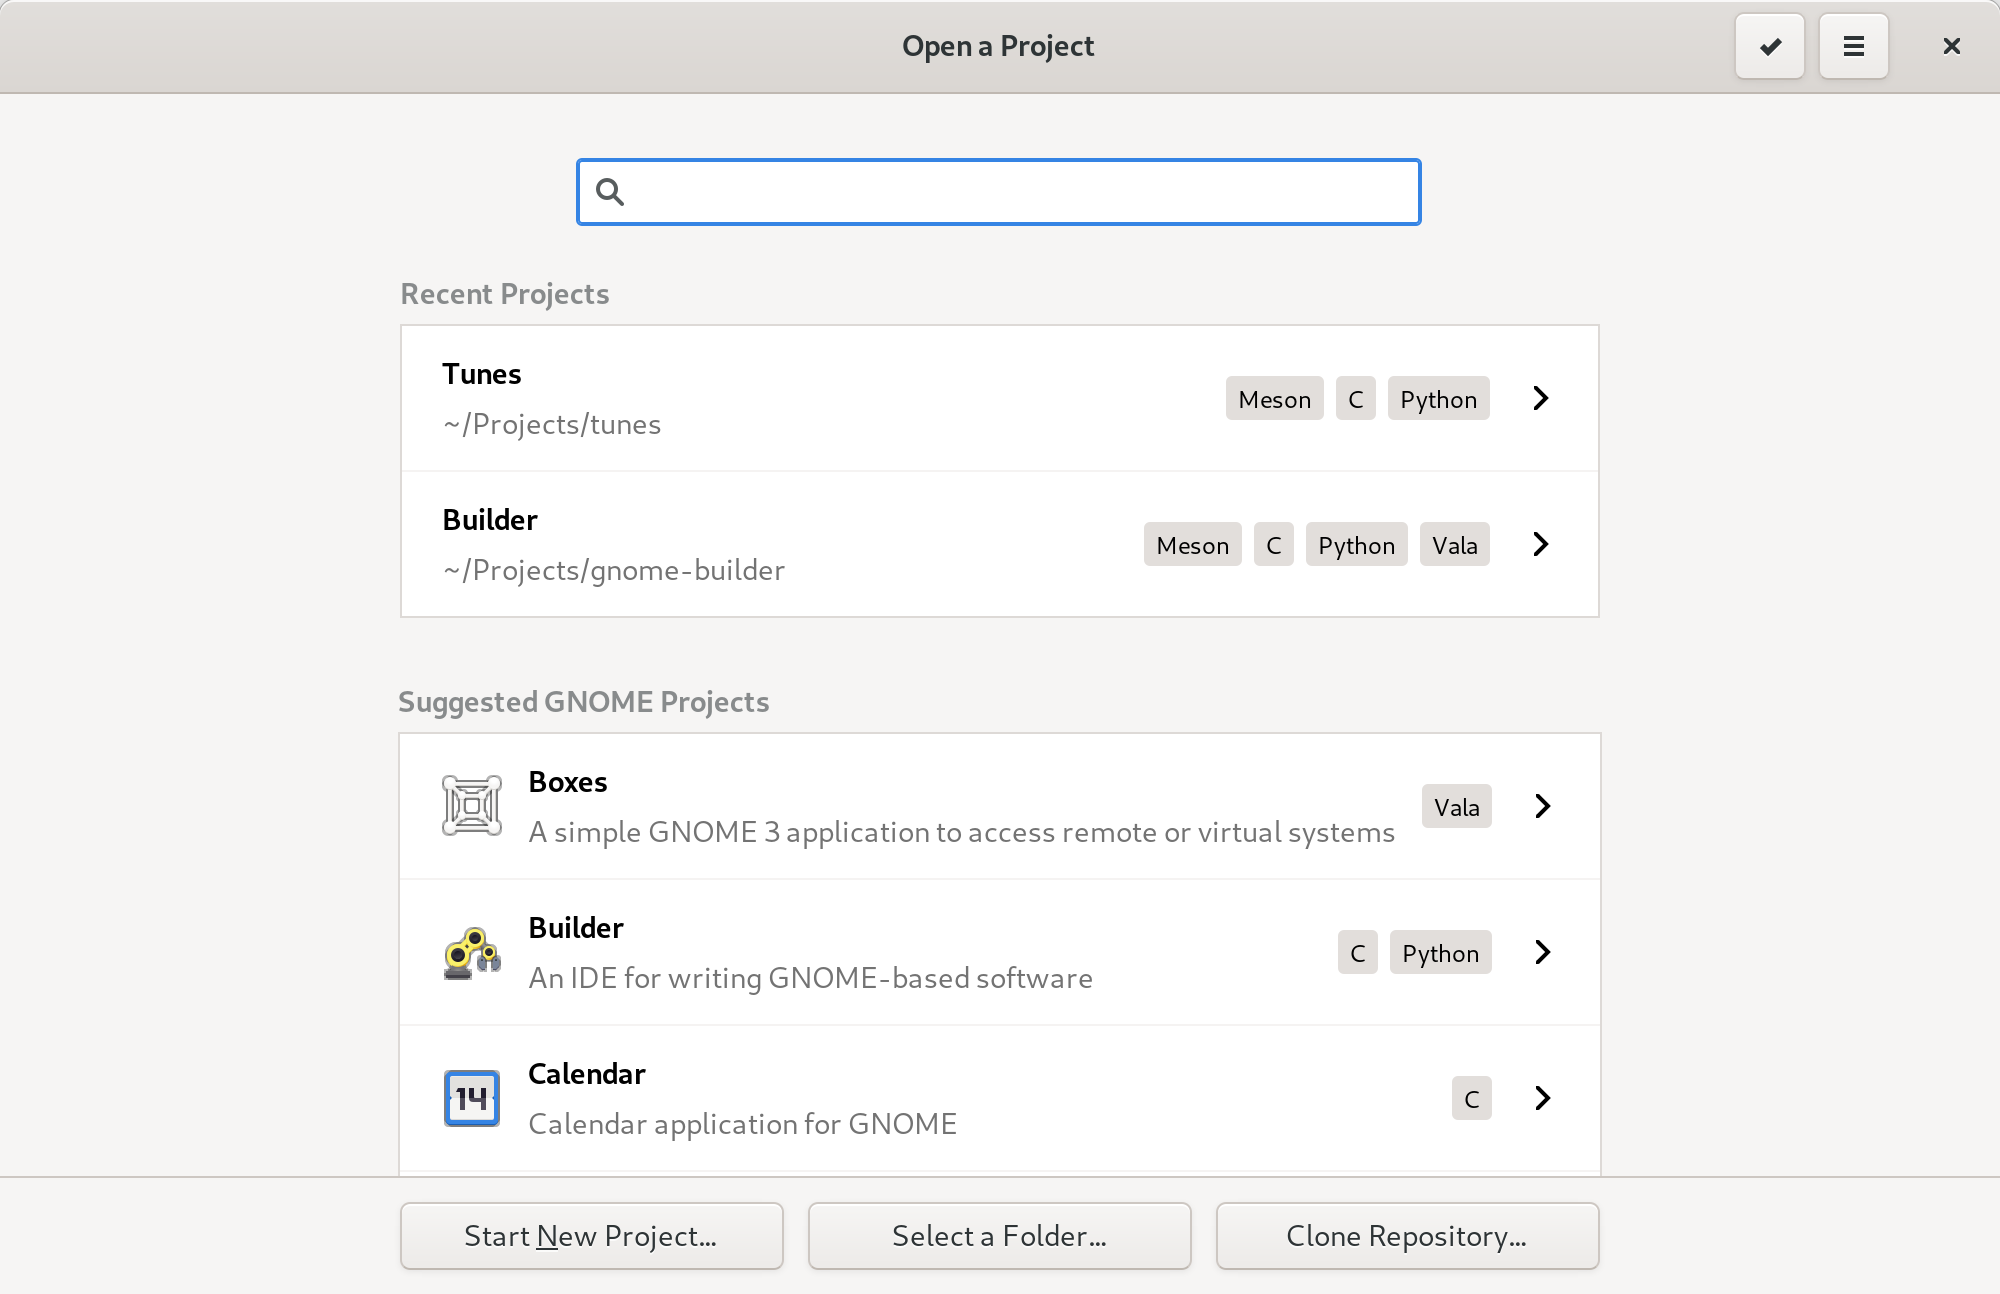 Open a Project
Recent Projects
Tunes
~/Projects/tunes
Meson C Python
Builder
~/Projects/gnome-builder
Meson C Python Vala
Suggested GNOME Projects
Boxes
A simple GNOME 3 application to access remote or virtual systems
Vala
Builder
An IDE for writing GNOME-based software
C Python
14
Calendar
Calendar application for GNOME
C
Start New Project…
Select a Folder…
Clone Repository…